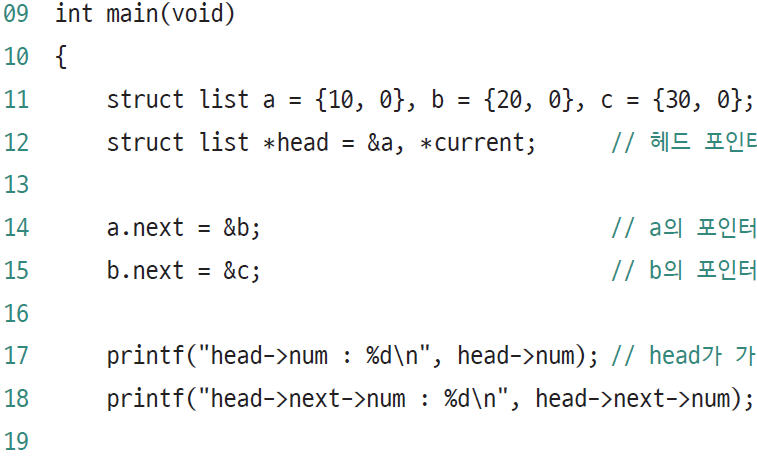 09 int main(void)
10 {
11 struct list a = {10, 0}, b = {20, 0}, c = {30, 0};
12 struct list *head = &a, *current; // 헤드 포인터
13
14 a.next = &b; // a의 포인터
15 b.next = &c; // b의 포인터
16
17 printf("head->num : %d\n", head->num); // head가 가
18 printf("head->next->num : %d\n", head->next->num);
19